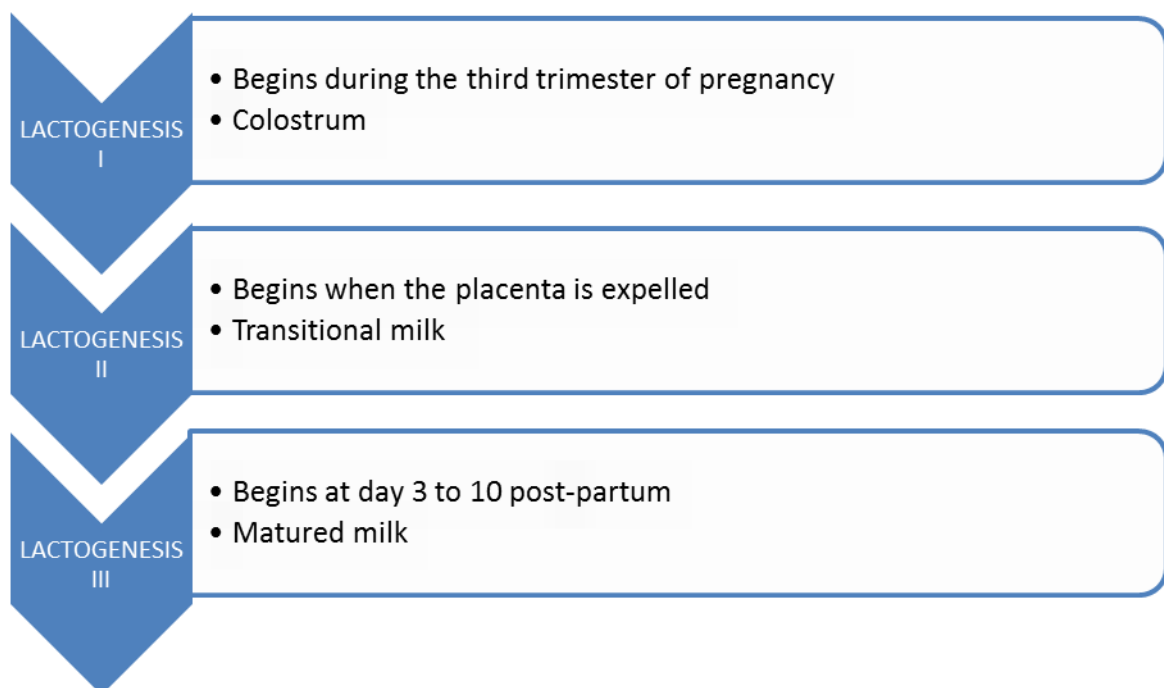 LACTOGENESIS
I
• Begins during the third trimester of pregnancy
• Colostrum
LACTOGENESIS
II
• Begins when the placenta is expelled
• Transitional milk
LACTOGENESIS
III
• Begins at day 3 to 10 post-partum
• Matured milk